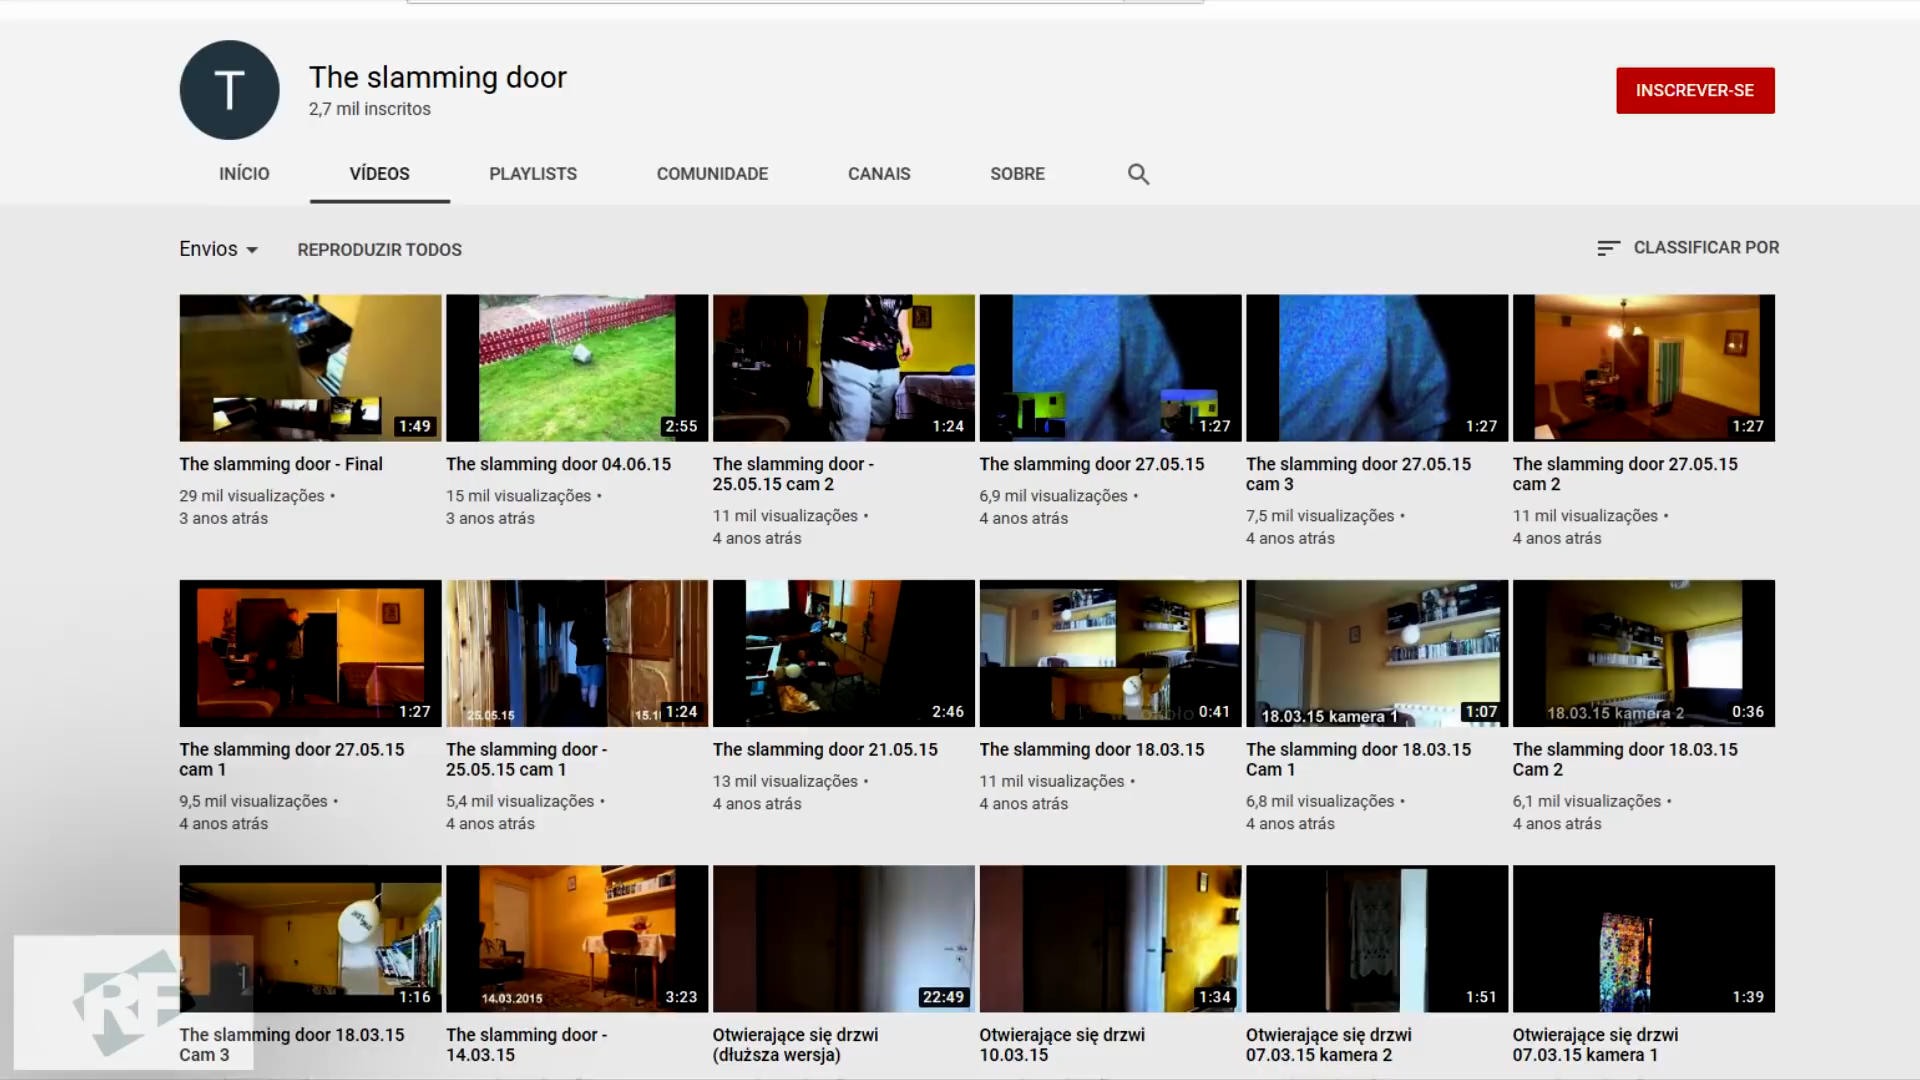 T
The slamming door
2,7 mil inscritos
INSCREVER-SE
INÍCIO
VÍDEOS
PLAYLISTS
COMUNIDADE
CANAIS
SOBRE
Envios
REPRODUZIR TODOS
CLASSIFICAR POR
1:49
2:55
1:24
1:27
1:27
1:27
The slamming door - Final
29 mil visualizações •
3 anos atrás
The slamming door 04.06.15
15 mil visualizações •
3 anos atrás
The slamming door -
25.05.15 cam 2
11 mil visualizações •
4 anos atrás
The slamming door 27.05.15
6,9 mil visualizações •
4 anos atrás
The slamming door 27.05.15
cam 3
7,5 mil visualizações •
4 anos atrás
The slamming door 27.05.15
cam 2
11 mil visualizações •
4 anos atrás
1:27
25.05.15
1:24
2:46
0:41
18.03.15 kamera 1
1:07
18.03.15 kamera 2
0:36
The slamming door 27.05.15
cam 1
9,5 mil visualizações •
4 anos atrás
The slamming door -
25.05.15 cam 1
5,4 mil visualizações •
4 anos atrás
The slamming door 21.05.15
13 mil visualizações •
4 anos atrás
The slamming door 18.03.15
11 mil visualizações •
4 anos atrás
The slamming door 18.03.15
Cam 1
6,8 mil visualizações •
4 anos atrás
The slamming door 18.03.15
Cam 2
6,1 mil visualizações •
4 anos atrás
1:16
14.03.2015
3:23
22:49
1:34
1:51
1:39
RF
The slamming door 18.03.15
Cam 3
The slamming door -
14.03.15
Otwierające się drzwi
(dłuższa wersja)
Otwierające się drzwi
10.03.15
Otwierające się drzwi
07.03.15 kamera 2
Otwierające się drzwi
07.03.15 kamera 1